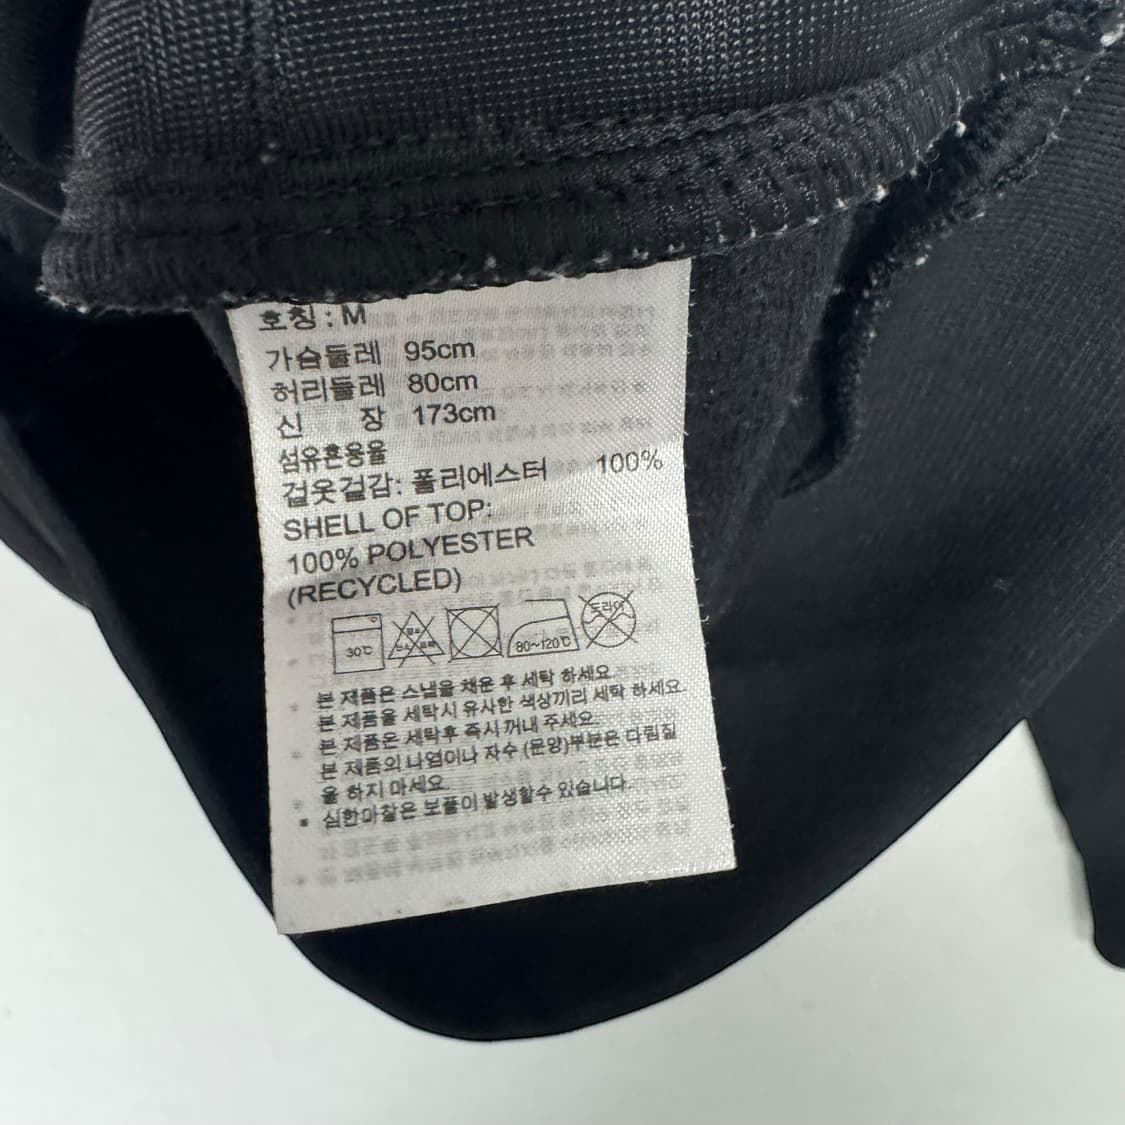 호칭 : M
가슴둘레 95cm
허리둘레 80cm
신 장 173cm
섬유혼용율
겉옷겉감: 폴리에스터 100%
SHELL OF TOP:
100% POLYESTER
(RECYCLED)
30℃ 80~120℃ 드라이
본 제품은 스냅을 채운 후 세탁 하세요.
본 제품을 세탁시 유사한 색상끼리 세탁 하세요.
본 제품은 세탁후 즉시 꺼내 주세요.
본 제품의 나염이나 자수 (문양)부분은 다림질
을 하지 마세요.
▪ 심한마찰은 보풀이 발생할수 있습니다.